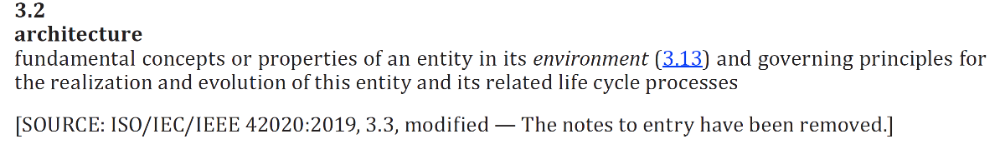 3.2
architecture
fundamental concepts or properties of an entity in its environment (3.13) and governing principles for
the realization and evolution of this entity and its related life cycle processes
[SOURCE: ISO/IEC/IEEE 42020:2019, 3.3, modified — The notes to entry have been removed.]